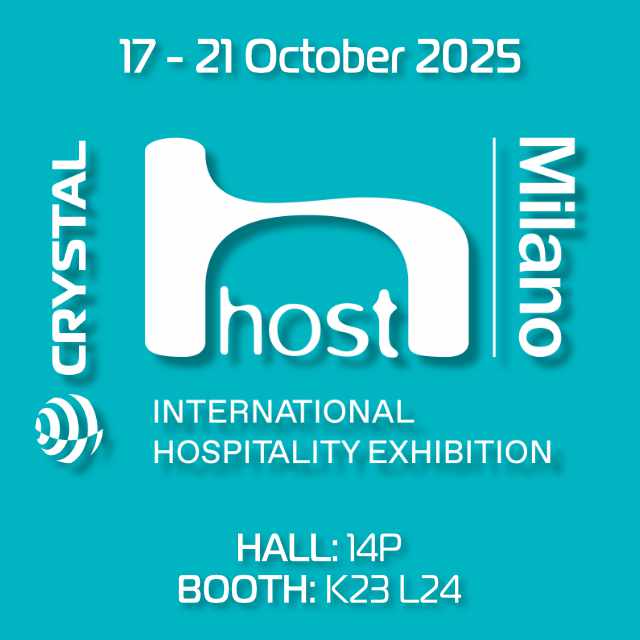 17 - 21 October 2025
CRYSTAL
host
Milano
INTERNATIONAL
HOSPITALITY EXHIBITION
HALL: 14P
BOOTH: K23 L24